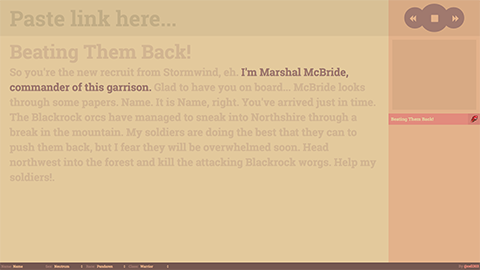 Paste link here...
Beating Them Back!
So you're the new recruit from Stormwind, eh. I'm Marshal McBride,
commander of this garrison. Glad to have you on board... McBride looks
through some papers. Name. It is Name, right. You've arrived just in time.
The Blackrock orcs have managed to sneak into Northshire through a
break in the mountain. My soldiers are doing the best that they can to
push them back, but I fear they will be overwhelmed soon. Head
northwest into the forest and kill the attacking Blackrock worgs. Help my
soldiers!.
Beating Them Back!
Name
Race
Class
Warrior
by